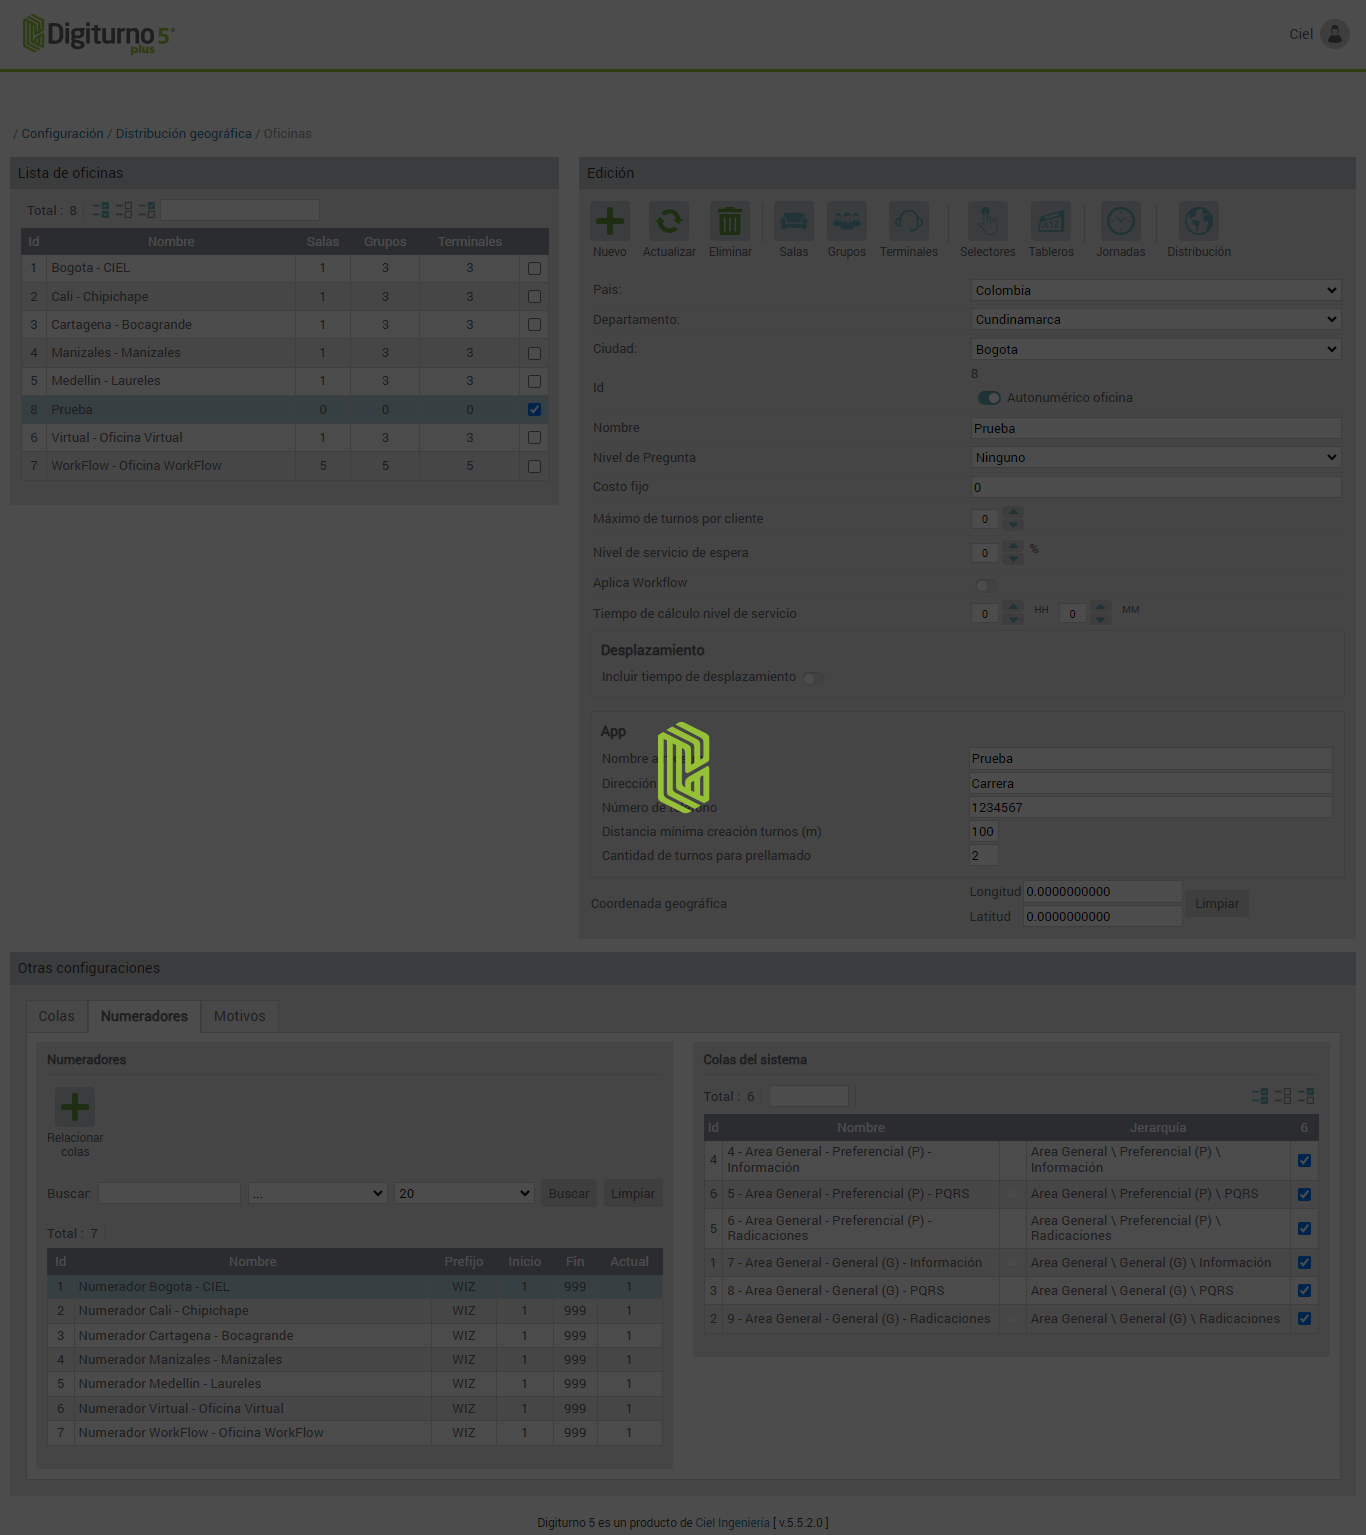 Digiturno 5
plus
Ciel
/ Configuración / Distribución geográfica / Oficinas
Lista de oficinas
Total : 8
Id Nombre Salas Grupos Terminales
1 Bogota - CIEL 1 3 3
2 Cali - Chipichape 1 3 3
3 Cartagena - Bocagrande 1 3 3
4 Manizales - Manizales 1 3 3
5 Medellin - Laureles 1 3 3
8 Prueba 0 0 0
6 Virtual - Oficina Virtual 1 3 3
7 WorkFlow - Oficina WorkFlow 5 5 5
Edición
Nuevo Actualizar Eliminar Salas Grupos Terminales Selectores Tableros Jornadas Distribución
A12
Pais: Colombia
Departamento: Cundinamarca
Ciudad: Bogota
Id 8
Autonumérico oficina
Nombre Prueba
Nivel de Pregunta Ninguno
Costo fijo 0
Máximo de turnos por cliente 0
Nivel de servicio de espera 0 %
Aplica Workflow
Tiempo de cálculo nivel de servicio 0 HH 0 MM
Desplazamiento
Incluir tiempo de desplazamiento
App
Nombre Prueba
Dirección Carrera
Número de 1234567
Distancia mínima creación turnos (m) 100
Cantidad de turnos para prellamado 2
Coordenada geográfica
Longitud 0.0000000000
Latitud 0.0000000000
Limpiar
Otras configuraciones
Colas Numeradores Motivos
Numeradores
Relacionar
colas
Buscar: ... 20 Buscar Limpiar
Total : 7
Id Nombre Prefijo Inicio Fin Actual
1 Numerador Bogota - CIEL WIZ 1 999 1
2 Numerador Cali - Chipichape WIZ 1 999 1
3 Numerador Cartagena - Bocagrande WIZ 1 999 1
4 Numerador Manizales - Manizales WIZ 1 999 1
5 Numerador Medellin - Laureles WIZ 1 999 1
6 Numerador Virtual - Oficina Virtual WIZ 1 999 1
7 Numerador WorkFlow - Oficina WorkFlow WIZ 1 999 1
Colas del sistema
Total : 6
Id Nombre Jerarquía 6
4 4 - Area General - Preferencial (P) - Información Area General \ Preferencial (P) \ Información
6 5 - Area General - Preferencial (P) - PQRS Area General \ Preferencial (P) \ PQRS
5 6 - Area General - Preferencial (P) - Radicaciones Area General \ Preferencial (P) \ Radicaciones
1 7 - Area General - General (G) - Información Area General \ General (G) \ Información
3 8 - Area General - General (G) - PQRS Area General \ General (G) \ PQRS
2 9 - Area General - General (G) - Radicaciones Area General \ General (G) \ Radicaciones
Digiturno 5 es un producto de Ciel Ingeniería [ v.5.5.2.0 ]